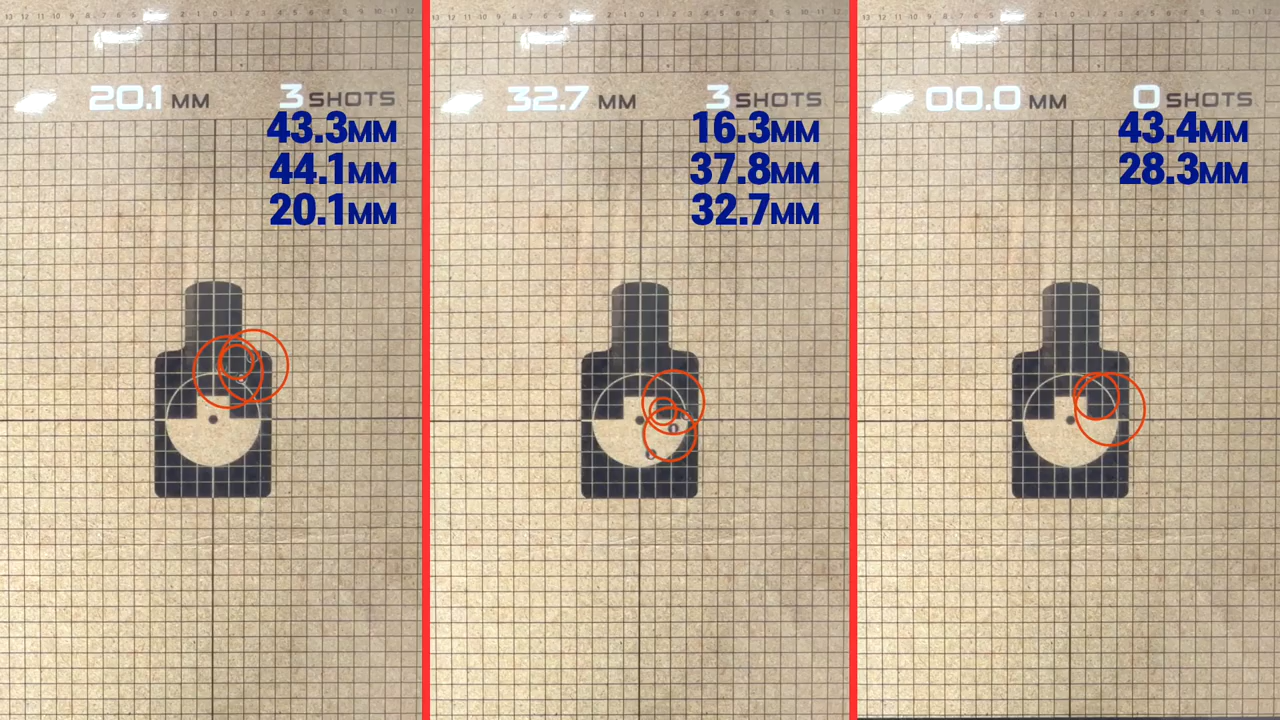 20.1 MM 3 SHOTS
43.3MM
44.1MM
20.1MM
32.7 MM 3 SHOTS
16.3MM
37.8MM
32.7MM
00.0 MM 0 SHOTS
43.4MM
28.3MM